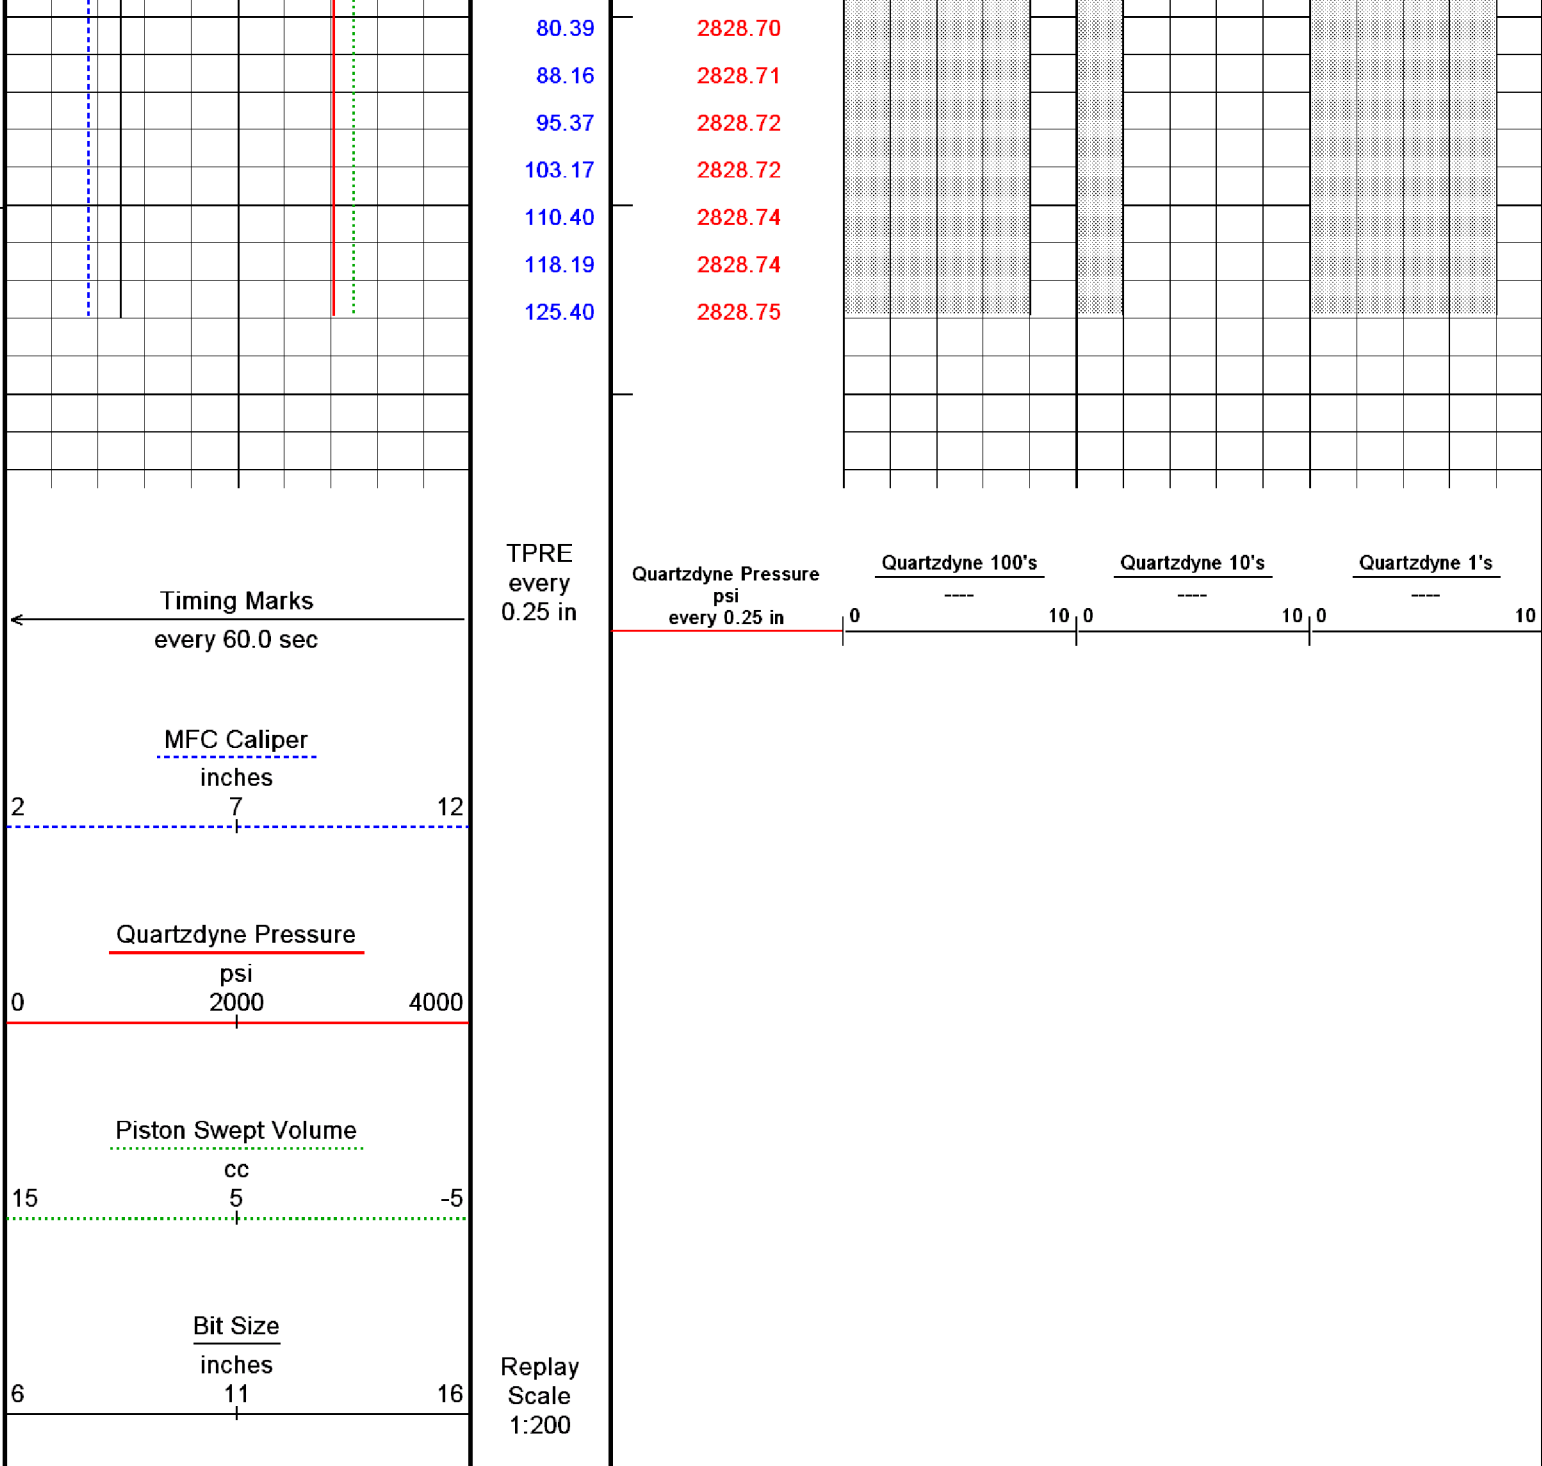 80.39 2828.70
88.16 2828.71
95.37 2828.72
103.17 2828.72
110.40 2828.74
118.19 2828.74
125.40 2828.75
Timing Marks
every 60.0 sec
MFC Caliper
inches
2 7 12
Quartzdyne Pressure
psi
0 2000 4000
Piston Swept Volume
cc
15 5 -5
Bit Size
inches
6 11 16
TPRE
every
0.25 in
Replay
Scale
1:200
Quartzdyne Pressure
psi
every 0.25 in
Quartzdyne 100's
----
0 10
Quartzdyne 10's
----
0 10
Quartzdyne 1's
----
0 10